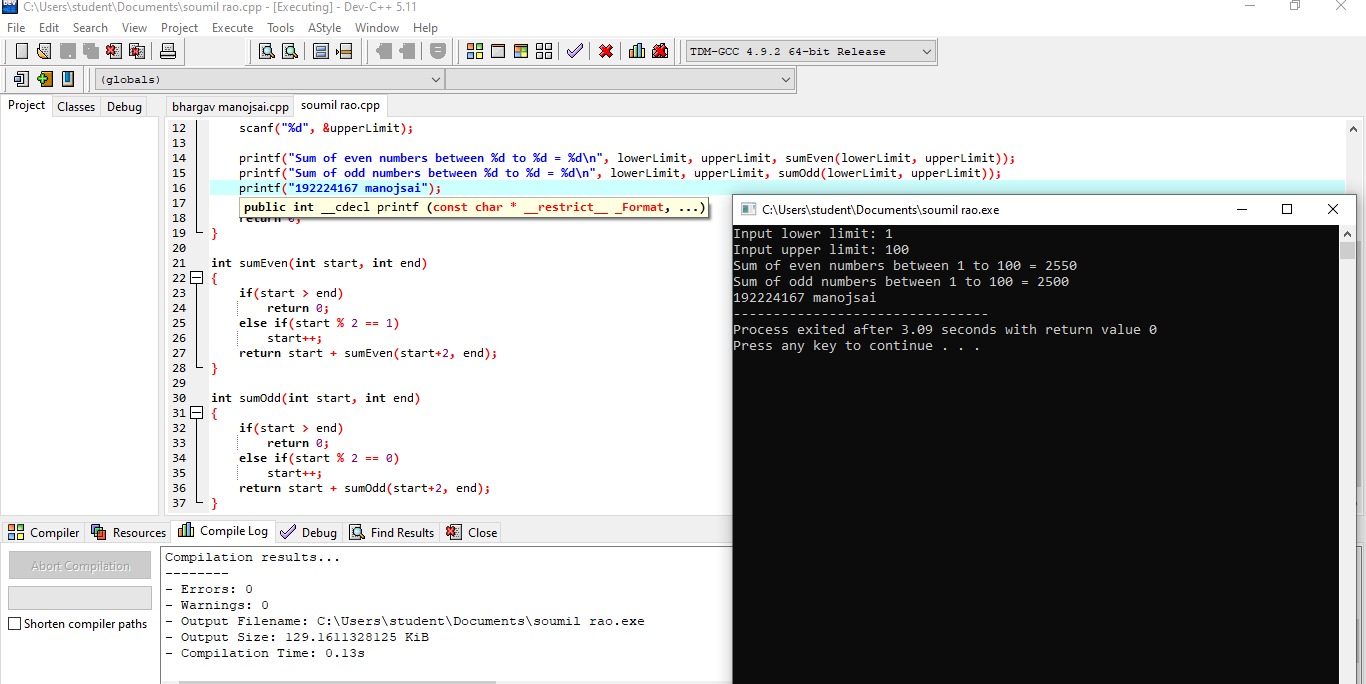 C:\Users\student\Documents\soumil rao.cpp - [Executing] - Dev-C++ 5.11
File Edit Search View Project Execute Tools AStyle Window Help
TDM-GCC 4.9.2 64-bit Release
(globals)
Project Classes Debug bhargav manojsai.cpp soumil rao.cpp
12 scanf("%d", &upperLimit);
13
14 printf("Sum of even numbers between %d to %d = %d\n", lowerLimit, upperLimit, sumEven(lowerLimit, upperLimit));
15 printf("Sum of odd numbers between %d to %d = %d\n", lowerLimit, upperLimit, sumOdd(lowerLimit, upperLimit));
16 printf("192224167 manojsai");
17 public int __cdecl printf (const char * __restrict__ _Format, ...)
18 return 0;
19 }
20
21 int sumEven(int start, int end)
22 {
23 if(start > end)
24 return 0;
25 else if(start % 2 == 1)
26 start++;
27 return start + sumEven(start+2, end);
28 }
29
30 int sumOdd(int start, int end)
31 {
32 if(start > end)
33 return 0;
34 else if(start % 2 == 0)
35 start++;
36 return start + sumOdd(start+2, end);
37 }
C:\Users\student\Documents\soumil rao.exe
Input lower limit: 1
Input upper limit: 100
Sum of even numbers between 1 to 100 = 2550
Sum of odd numbers between 1 to 100 = 2500
192224167 manojsai
--------------------------------
Process exited after 3.09 seconds with return value 0
Press any key to continue . . .
Compiler Resources Compile Log Debug Find Results Close
Abort Compilation
Shorten compiler paths
Compilation results...
--------
- Errors: 0
- Warnings: 0
- Output Filename: C:\Users\student\Documents\soumil rao.exe
- Output Size: 129.1611328125 KiB
- Compilation Time: 0.13s